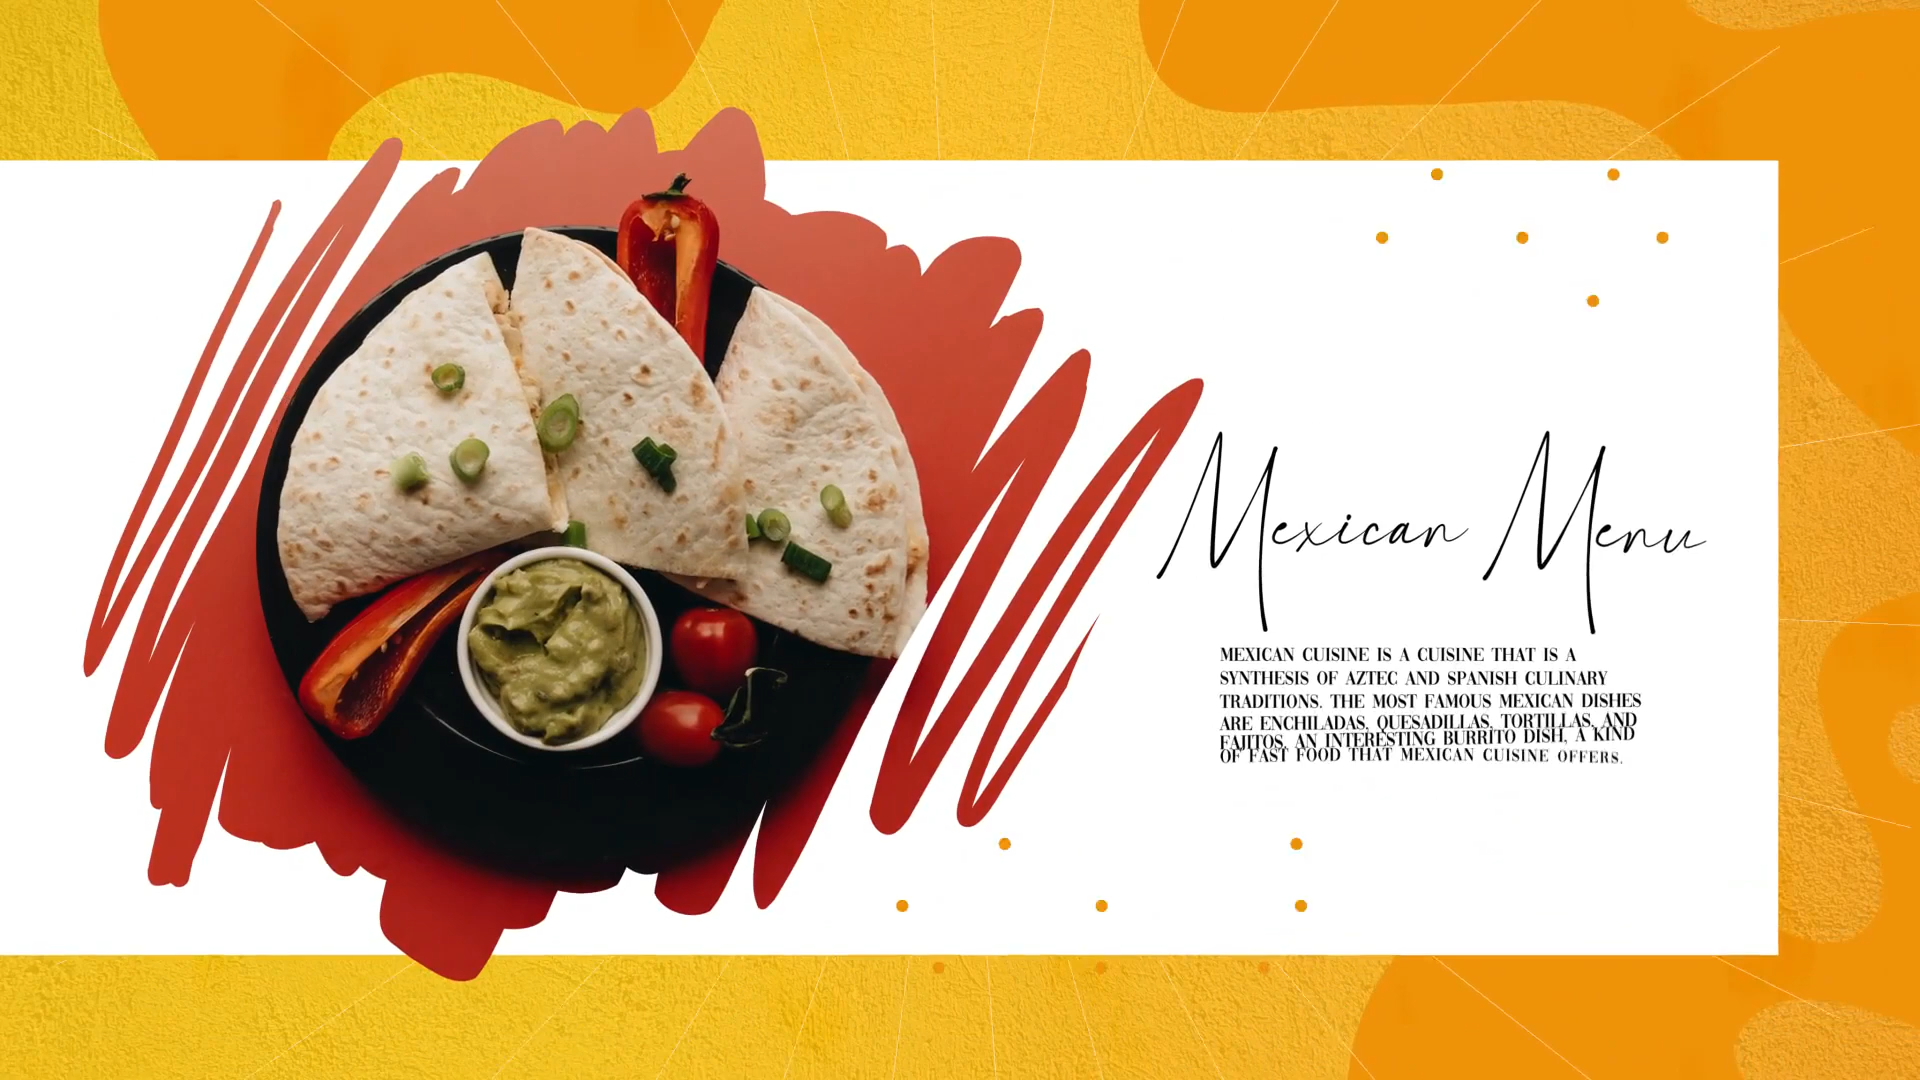 Mexican Menu
MEXICAN CUISINE IS A CUISINE THAT IS A
SYNTHESIS OF AZTEC AND SPANISH CULINARY
TRADITIONS. THE MOST FAMOUS MEXICAN DISHES
ARE ENCHILADAS, QUESADILLAS, TORTILLAS, AND
FAJITOS. AN INTERESTING BURRITO DISH, A KIND
OF FAST FOOD THAT MEXICAN CUISINE OFFERS.